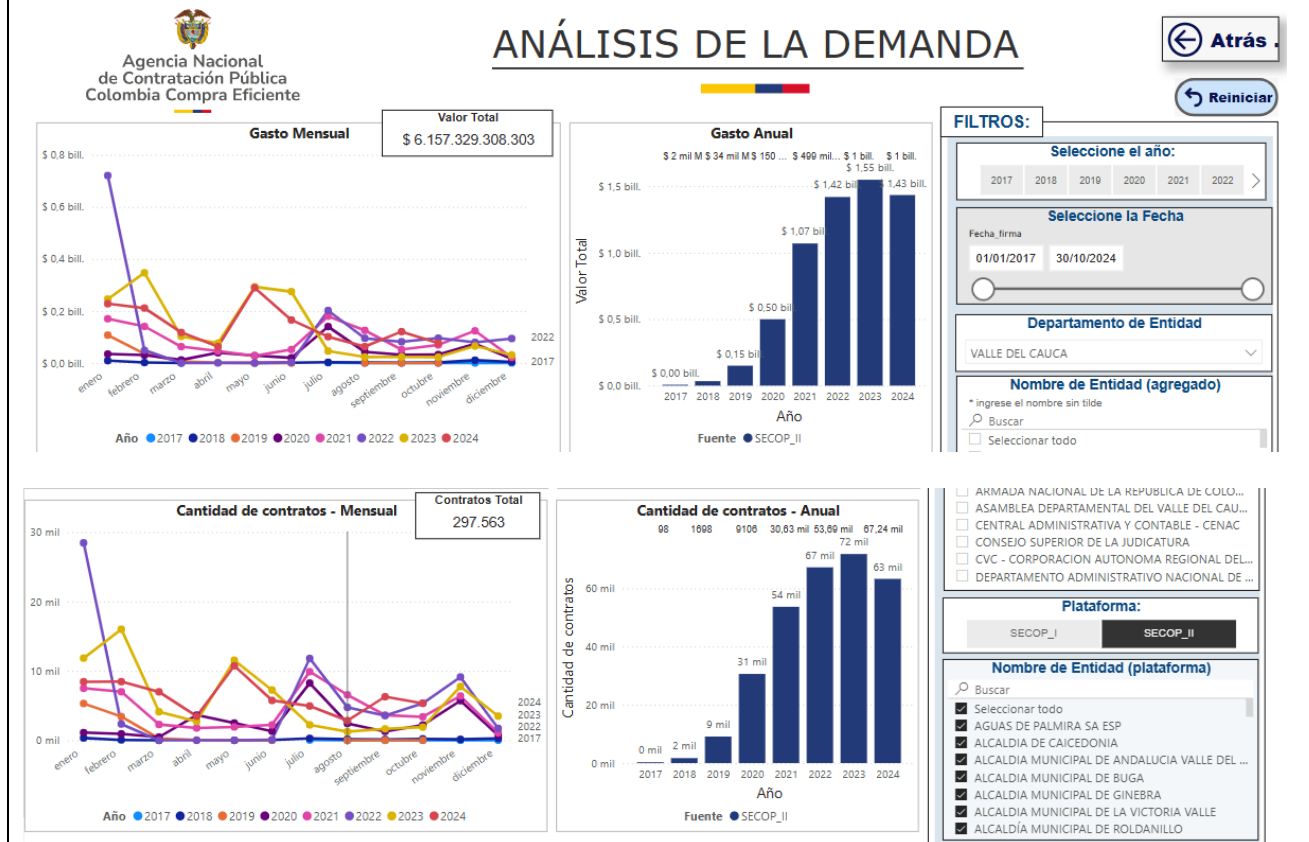 Agencia Nacional
de Contratación Pública
Colombia Compra Eficiente
ANÁLISIS DE LA DEMANDA
Atrás .
Reiniciar
Gasto Mensual
Valor Total
$ 6.157.329.308.303
$ 0,8 bill.
$ 0,6 bill.
$ 0,4 bill.
$ 0,2 bill.
$ 0,0 bill.
2022
2017
enero
febrero
marzo
abril
mayo
junio
julio
agosto
septiembre
octubre
noviembre
diciembre
Año 2017 2018 2019 2020 2021 2022 2023 2024
Gasto Anual
$ 2 mil M $ 34 mil M $ 150 ... $ 499 mil... $ 1 bill. $ 1 bill.
$ 1,5 bill.
$ 1,0 bill.
$ 0,5 bill.
$ 0,0 bill.
Valor Total
$ 0,00 bill.
$ 0,15 bill
$ 0,50 bill
$ 1,07 bill.
$ 1,42 bill.
$ 1,55 bill.
$ 1,43 bill.
2017 2018 2019 2020 2021 2022 2023 2024
Año
Fuente SECOP_II
FILTROS:
Seleccione el año:
2017 2018 2019 2020 2021 2022
Seleccione la Fecha
Fecha_firma
01/01/2017 30/10/2024
Departamento de Entidad
VALLE DEL CAUCA
Nombre de Entidad (agregado)
* ingrese el nombre sin tilde
Buscar
Seleccionar todo
Cantidad de contratos - Mensual
Contratos Total
297.563
30 mil
20 mil
10 mil
0 mil
2024
2023
2022
2017
enero
febrero
marzo
abril
mayo
junio
julio
agosto
septiembre
octubre
noviembre
diciembre
Año 2017 2018 2019 2020 2021 2022 2023 2024
Cantidad de contratos - Anual
98 1698 9106 30,63 mil 53,69 mil 67,24 mil
60 mil
40 mil
20 mil
0 mil
Cantidad de contratos
0 mil
2 mil
9 mil
31 mil
54 mil
67 mil
72 mil
63 mil
2017 2018 2019 2020 2021 2022 2023 2024
Año
Fuente SECOP_II
ARMADA NACIONAL DE LA REPUBLICA DE COLO...
ASAMBLEA DEPARTAMENTAL DEL VALLE DEL CAU...
CENTRAL ADMINISTRATIVA Y CONTABLE - CENAC
CONSEJO SUPERIOR DE LA JUDICATURA
CVC - CORPORACION AUTONOMA REGIONAL DEL...
DEPARTAMENTO ADMINISTRATIVO NACIONAL DE ...
Plataforma:
SECOP_I SECOP_II
Nombre de Entidad (plataforma)
Buscar
Seleccionar todo
AGUAS DE PALMIRA SA ESP
ALCALDIA DE CAICEDONIA
ALCALDIA MUNICIPAL DE ANDALUCIA VALLE DEL ...
ALCALDIA MUNICIPAL DE BUGA
ALCALDIA MUNICIPAL DE GINEBRA
ALCALDIA MUNICIPAL DE LA VICTORIA VALLE
ALCALDÍA MUNICIPAL DE ROLDANILLO